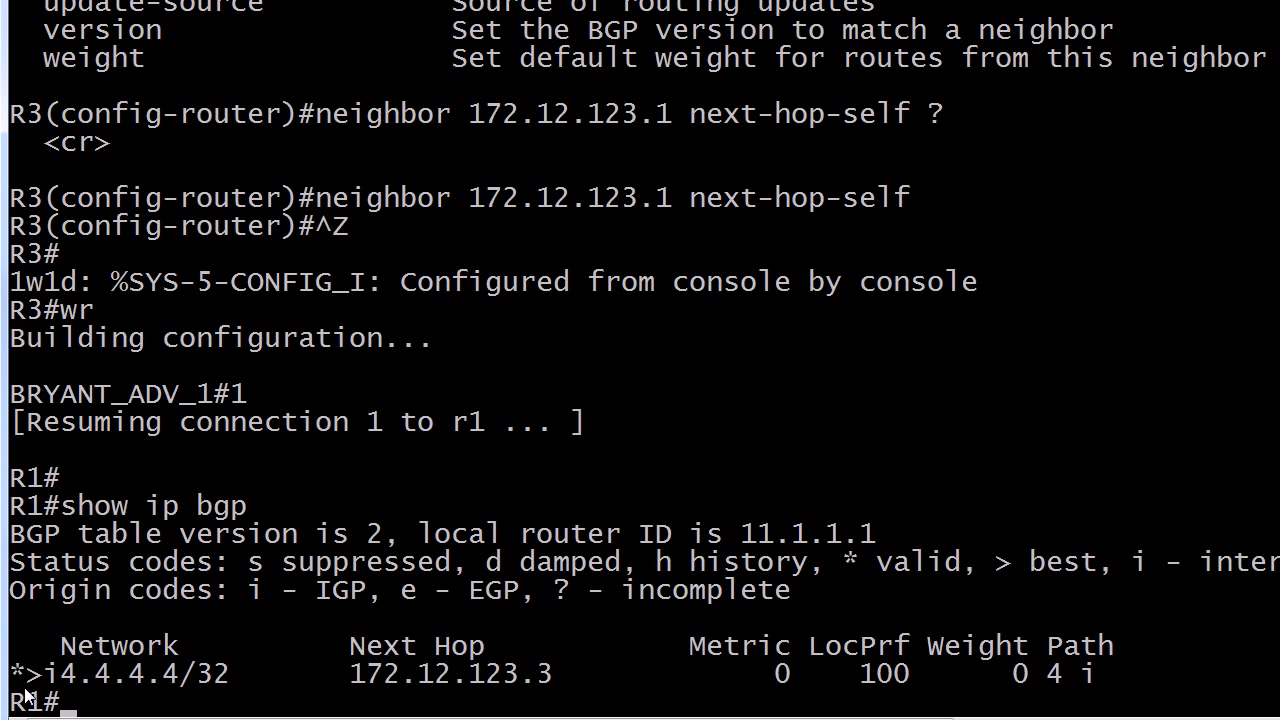 update-source Source of routing updates
version Set the BGP version to match a neighbor
weight Set default weight for routes from this neighbor
R3(config-router)#neighbor 172.12.123.1 next-hop-self ?
<cr>
R3(config-router)#neighbor 172.12.123.1 next-hop-self
R3(config-router)#^Z
R3#
1w1d: %SYS-5-CONFIG_I: Configured from console by console
R3#wr
Building configuration...
BRYANT_ADV_1#1
[Resuming connection 1 to r1 ... ]
R1#
R1#show ip bgp
BGP table version is 2, local router ID is 11.1.1.1
Status codes: s suppressed, d damped, h history, * valid, > best, i - inter
Origin codes: i - IGP, e - EGP, ? - incomplete
Network Next Hop Metric LocPrf Weight Path
*>i4.4.4.4/32 172.12.123.3 0 100 0 4 i
R1#